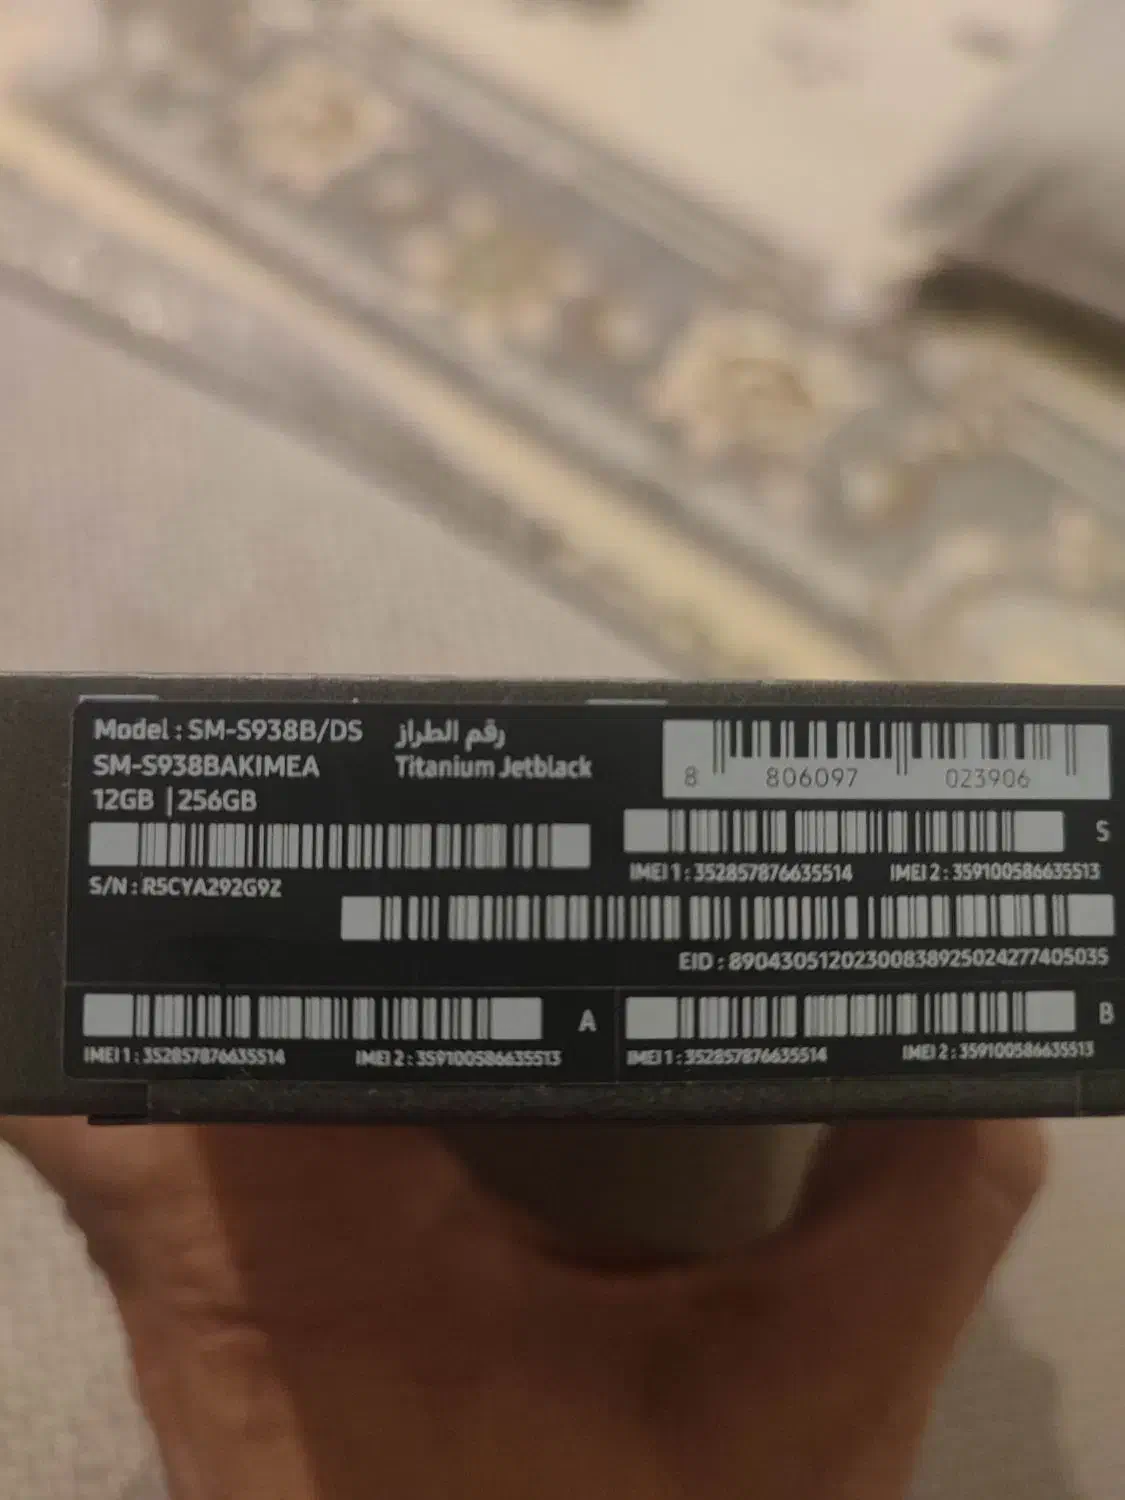 Model : SM-S938B/DS رقم الطراز
SM-S938BAKIMEA Titanium Jetblack
12GB | 256GB
8 806097 023906
S
IMEI 1 : 352857876635514 IMEI 2 : 359100586635513
S/N : R5CYA292G9Z
EID : 89043051202300838925024277405035
A
IMEI 1 : 352857876635514 IMEI 2 : 359100586635513
B
IMEI 1 : 352857876635514 IMEI 2 : 359100586635513